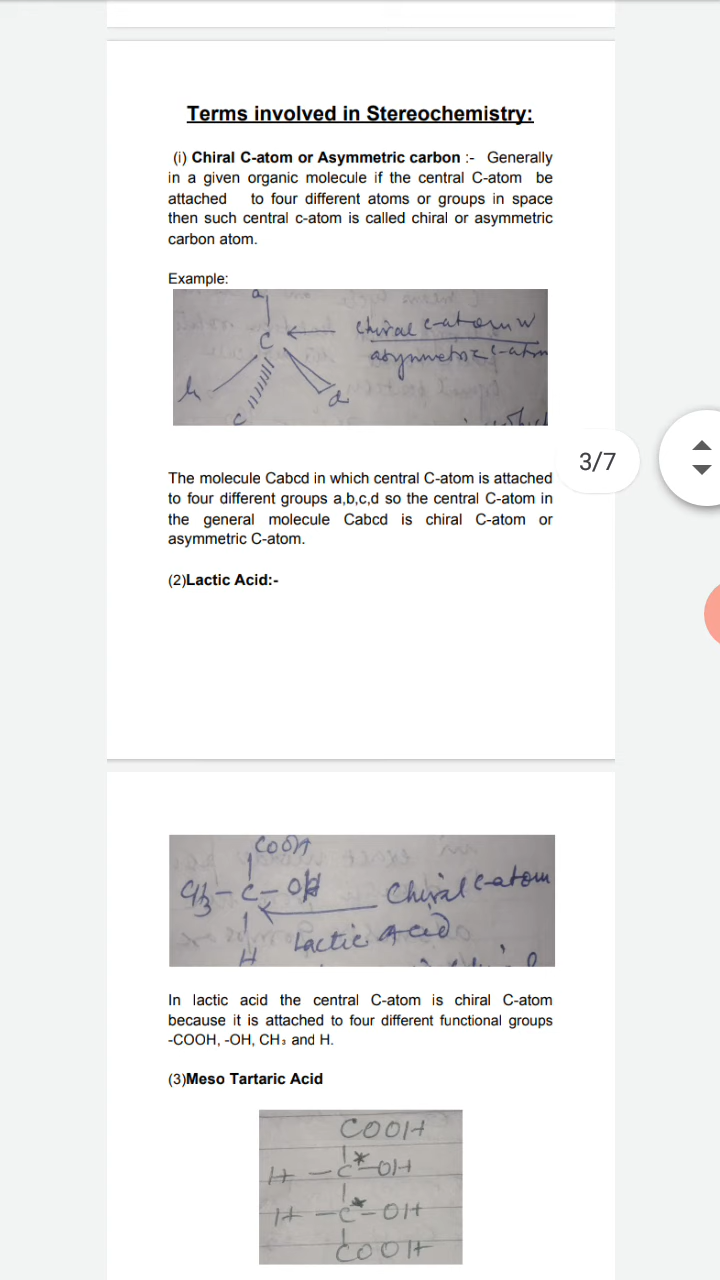 Terms involved in Stereochemistry:
(i) Chiral C-atom or Asymmetric carbon :- Generally
in a given organic molecule if the central C-atom be
attached to four different atoms or groups in space
then such central c-atom is called chiral or asymmetric
carbon atom.
Example:
a
C ← chiral c-atom
asymmetric C-atom
b
c
d
3/7
The molecule Cabcd in which central C-atom is attached
to four different groups a,b,c,d so the central C-atom in
the general molecule Cabcd is chiral C-atom or
asymmetric C-atom.
(2)Lactic Acid:-
COOH
CH3 - C - OH Chiral C-atom
H Lactic Acid
In lactic acid the central C-atom is chiral C-atom
because it is attached to four different functional groups
-COOH, -OH, CH₃ and H.
(3)Meso Tartaric Acid
COOH
H - C* - OH
H - C* - OH
COOH